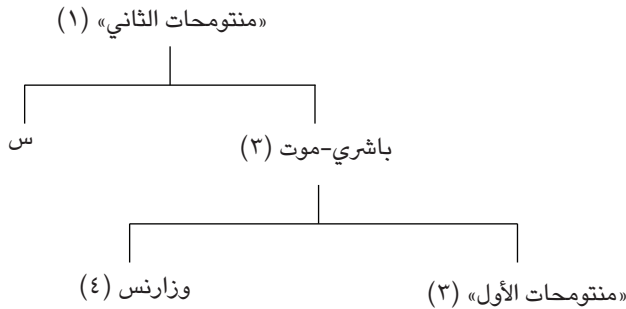 «منتومحات الثاني» (١)
باشري-موت (٣)
س
«منتومحات الأول» (٣)
وزارنس (٤)